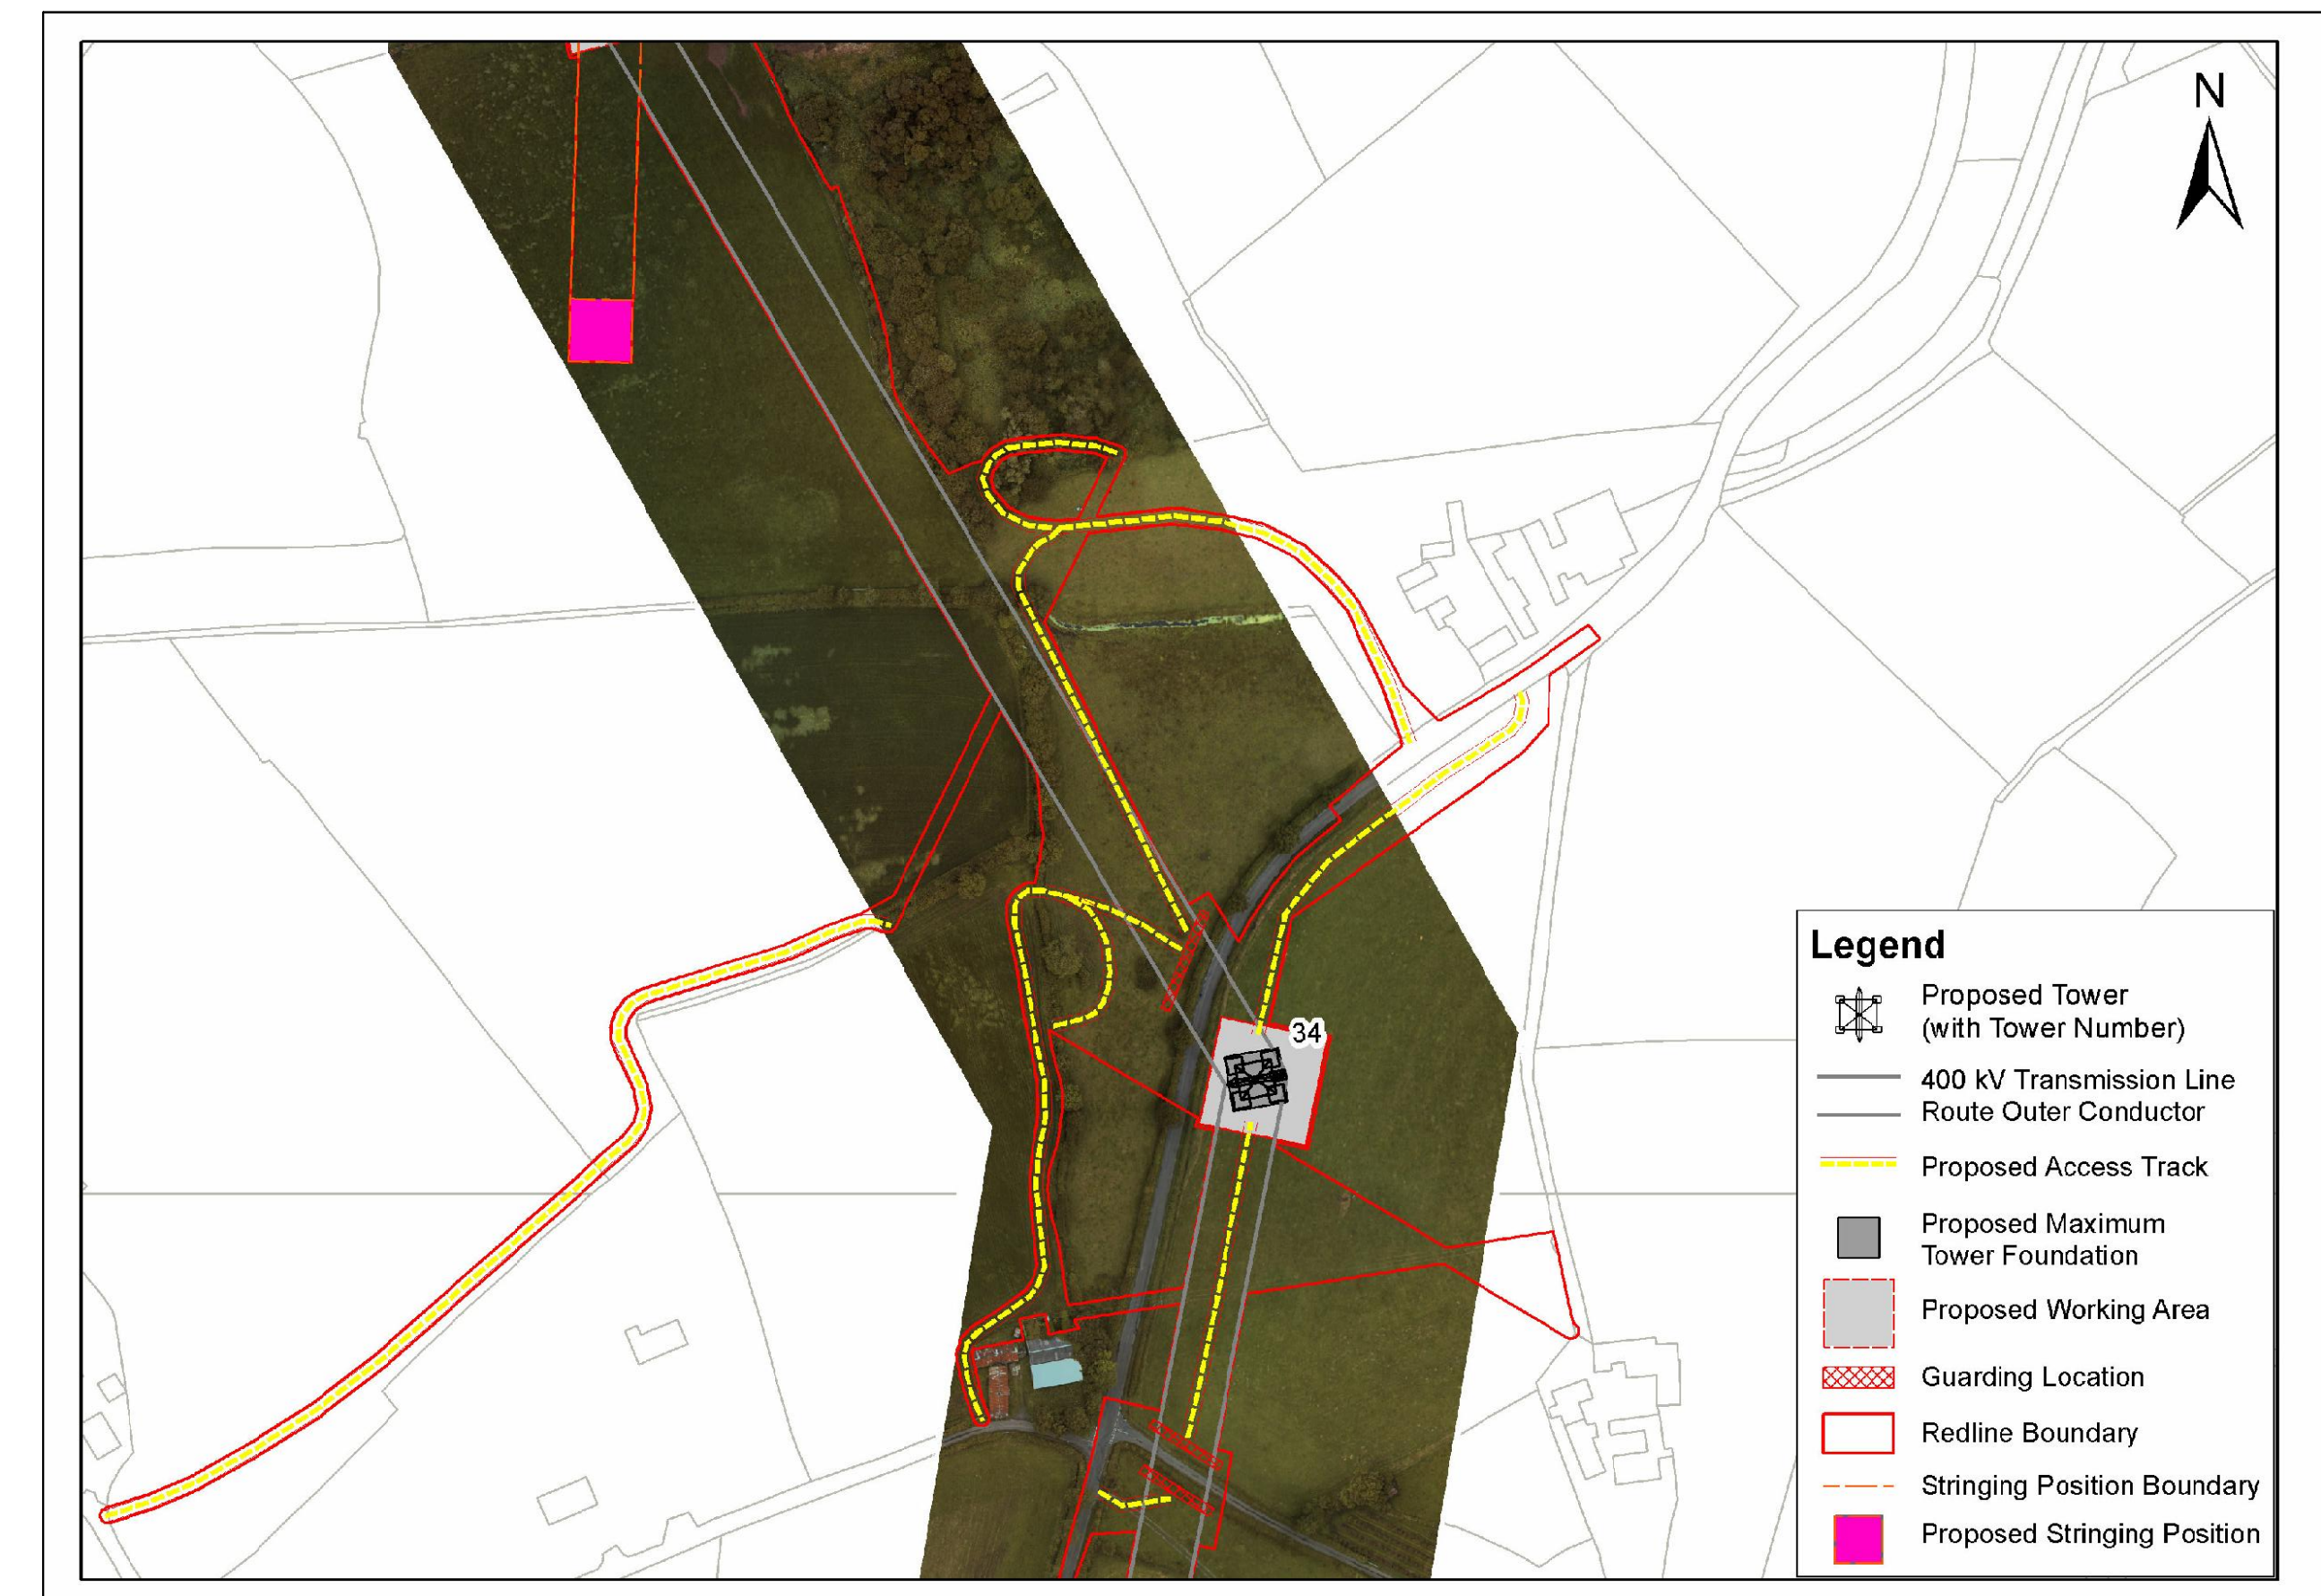 N
34
Legend
Proposed Tower
(with Tower Number)
400 kV Transmission Line
Route Outer Conductor
Proposed Access Track
Proposed Maximum
Tower Foundation
Proposed Working Area
Guarding Location
Redline Boundary
Stringing Position Boundary
Proposed Stringing Position